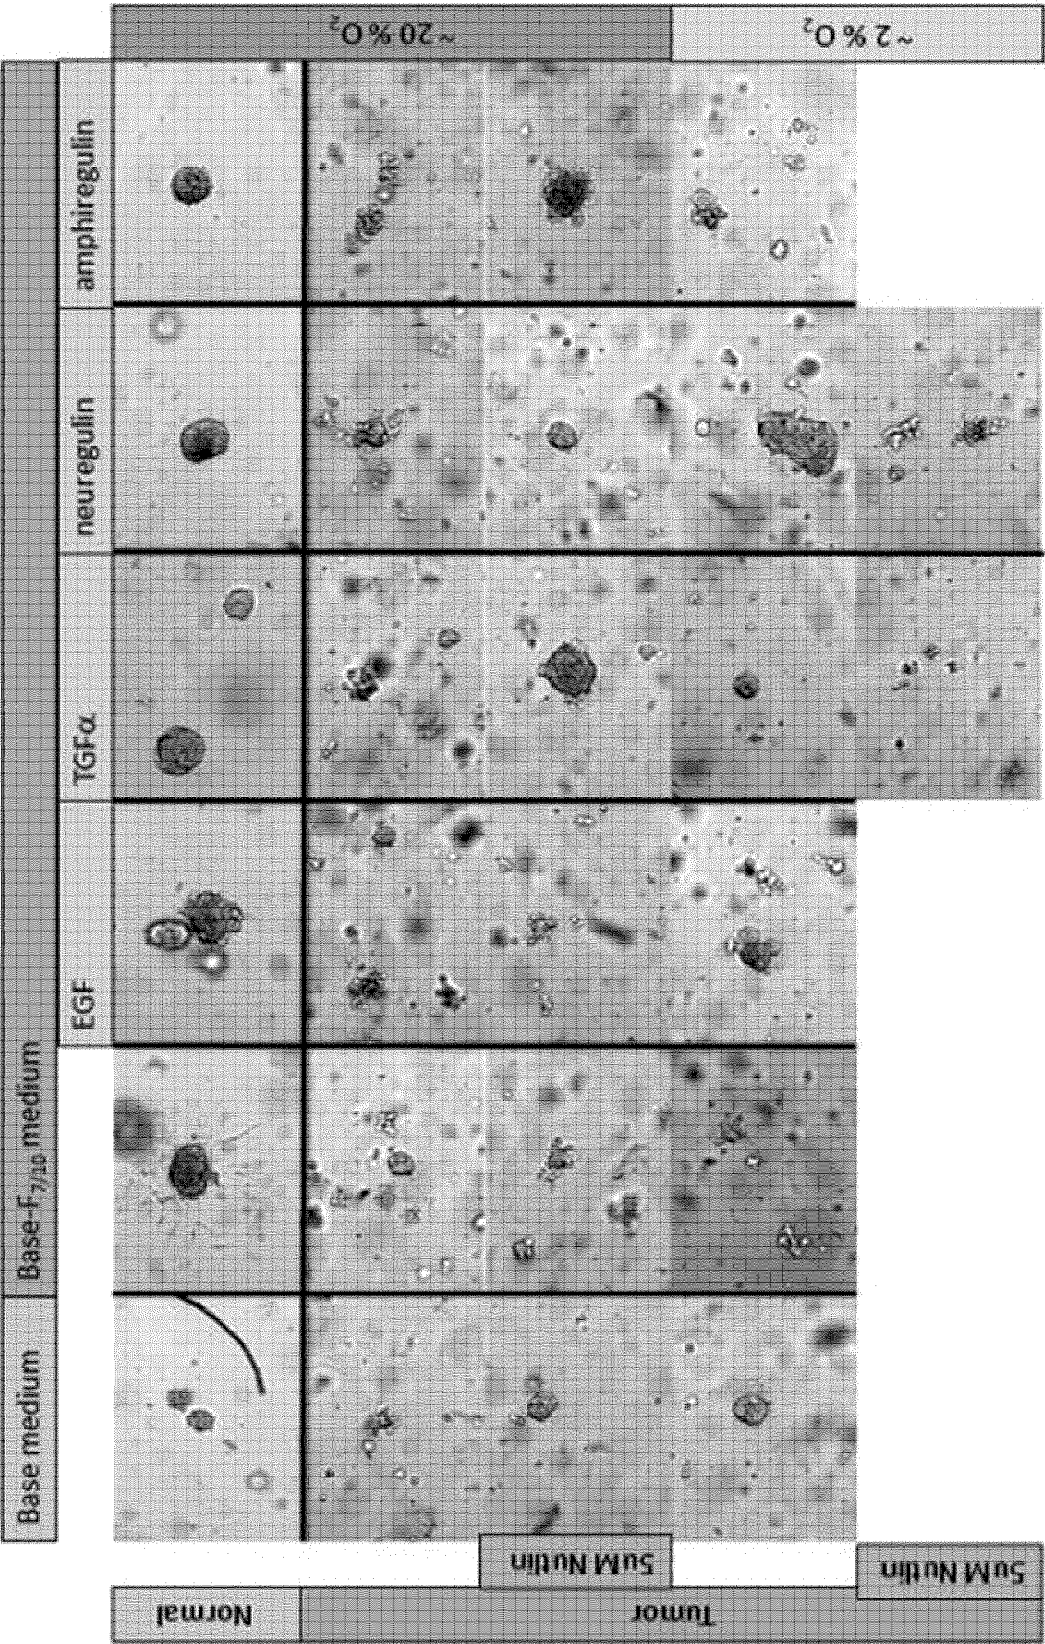 Base medium
Base-F7/10 medium
EGF
TGFα
neuregulin
amphiregulin
Normal
Tumor
5uM Nutlin
5uM Nutlin
~20 % O2
~2 % O2